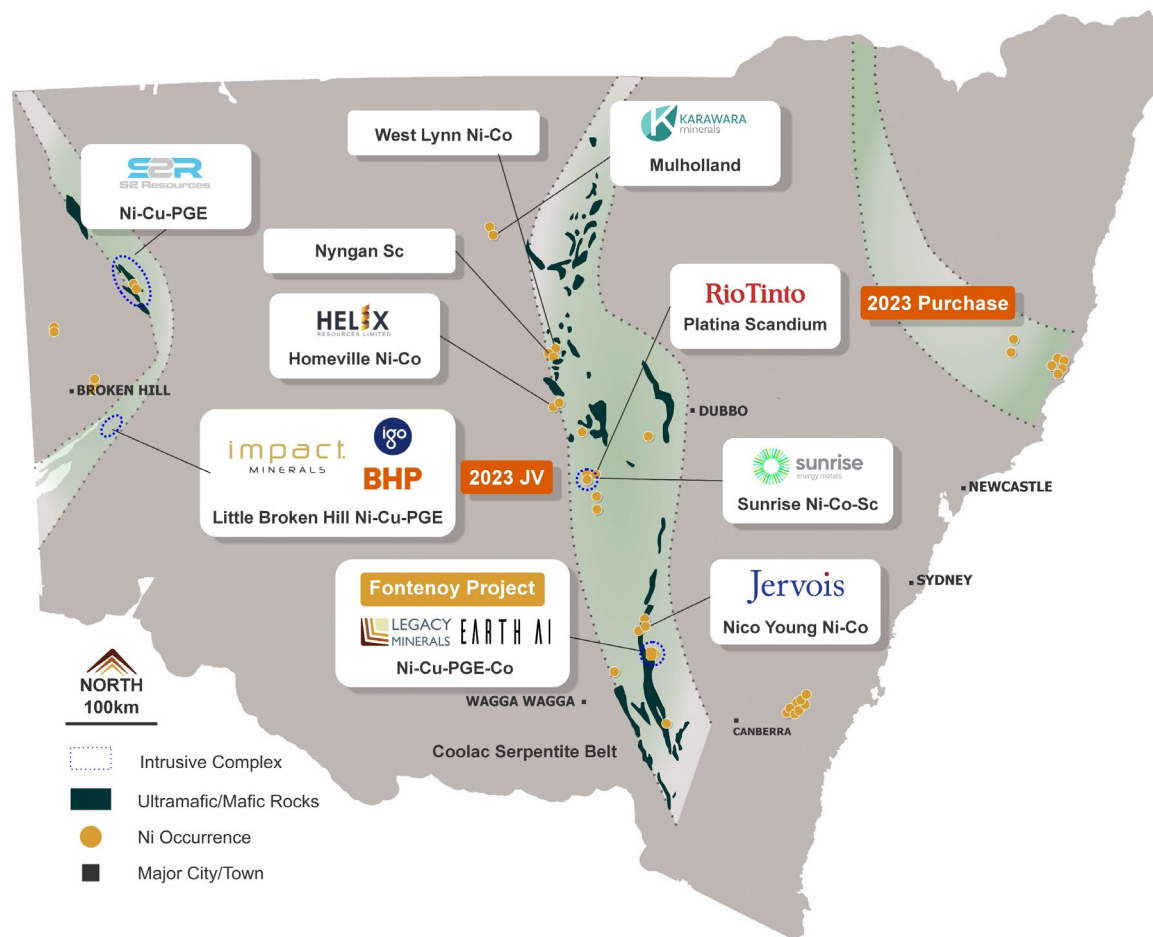 West Lynn Ni-Co
KARAWARA
minerals
Mulholland
S2R
S2 Resources
Ni-Cu-PGE
Nyngan Sc
HELIX
RESOURCES LIMITED
Homeville Ni-Co
RioTinto
Platina Scandium
2023 Purchase
BROKEN HILL
DUBBO
impact
MINERALS
igo
BHP
2023 JV
Little Broken Hill Ni-Cu-PGE
sunrise
energy metals
Sunrise Ni-Co-Sc
NEWCASTLE
Fontenoy Project
LEGACY
MINERALS
EARTH AI
Ni-Cu-PGE-Co
Jervois
Nico Young Ni-Co
SYDNEY
WAGGA WAGGA
CANBERRA
Coolac Serpentite Belt
NORTH
100km
Intrusive Complex
Ultramafic/Mafic Rocks
Ni Occurrence
Major City/Town